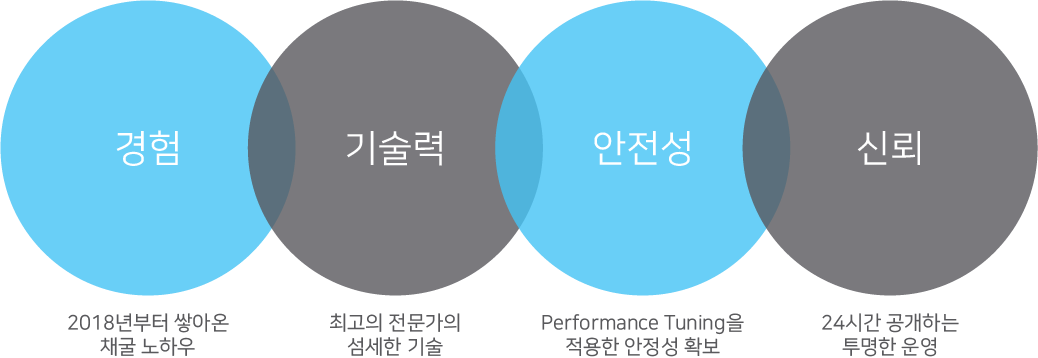 경험
기술력
안전성
신뢰
2018년부터 쌓아온
채굴 노하우
최고의 전문가의
섬세한 기술
Performance Tuning을
적용한 안정성 확보
24시간 공개하는
투명한 운영